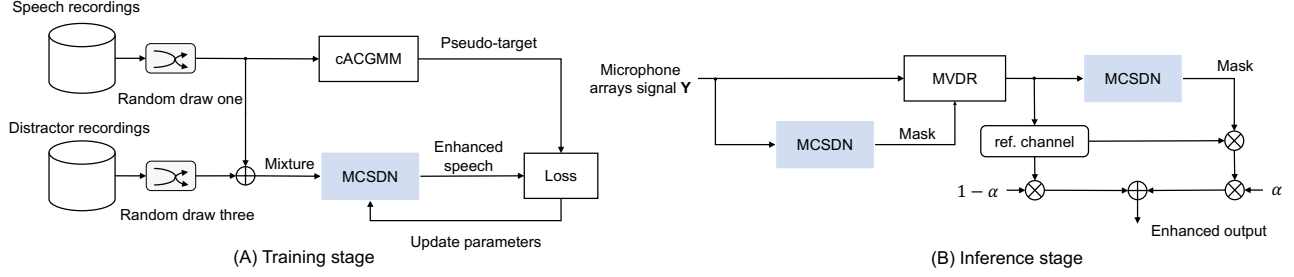 Speech recordings
Random draw one
cACGMM
Pseudo-target
Distractor recordings
Random draw three
Mixture
MCSDN
Enhanced
speech
Loss
Update parameters
(A) Training stage
Microphone
arrays signal Y
MCSDN
Mask
MVDR
MCSDN
Mask
ref. channel
1 − α
α
Enhanced output
(B) Inference stage